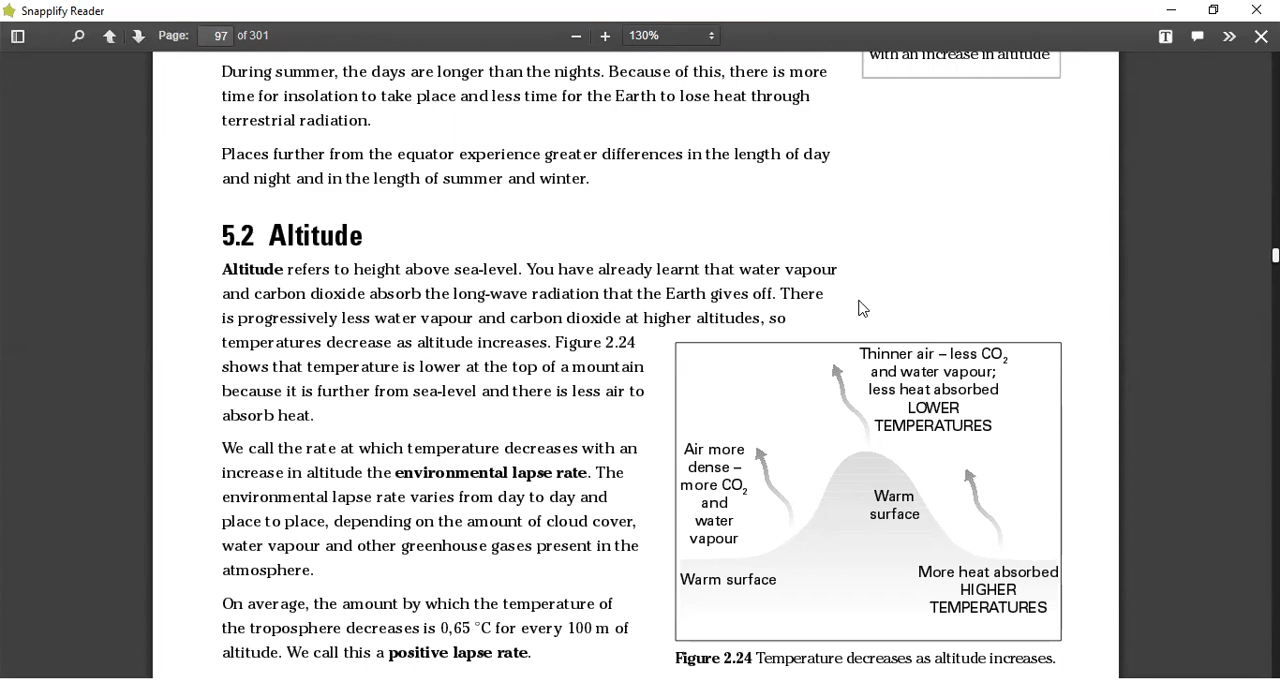 Snapplify Reader
Page: 97 of 301
130%
with an increase in altitude
During summer, the days are longer than the nights. Because of this, there is more
time for insolation to take place and less time for the Earth to lose heat through
terrestrial radiation.
Places further from the equator experience greater differences in the length of day
and night and in the length of summer and winter.
5.2 Altitude
Altitude refers to height above sea-level. You have already learnt that water vapour
and carbon dioxide absorb the long-wave radiation that the Earth gives off. There
is progressively less water vapour and carbon dioxide at higher altitudes, so
temperatures decrease as altitude increases. Figure 2.24
shows that temperature is lower at the top of a mountain
because it is further from sea-level and there is less air to
absorb heat.
We call the rate at which temperature decreases with an
increase in altitude the environmental lapse rate. The
environmental lapse rate varies from day to day and
place to place, depending on the amount of cloud cover,
water vapour and other greenhouse gases present in the
atmosphere.
On average, the amount by which the temperature of
the troposphere decreases is 0,65 °C for every 100 m of
altitude. We call this a positive lapse rate.
Thinner air – less CO₂
and water vapour;
less heat absorbed
LOWER
TEMPERATURES
Air more
dense –
more CO₂
and
water
vapour
Warm
surface
Warm surface
More heat absorbed
HIGHER
TEMPERATURES
Figure 2.24 Temperature decreases as altitude increases.